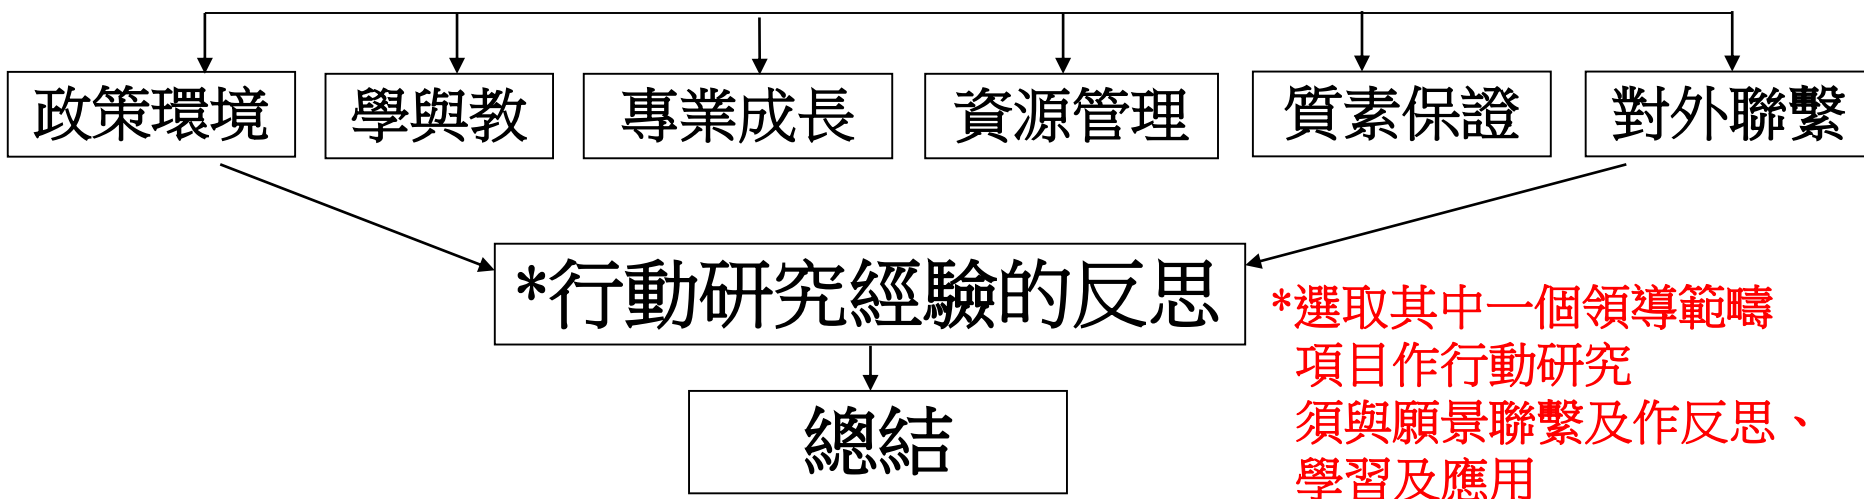 政策環境
學與教
專業成長
資源管理
質素保證
對外聯繫
*行動研究經驗的反思
*選取其中一個領導範疇
項目作行動研究
須與願景聯繫及作反思、
學習及應用
總結